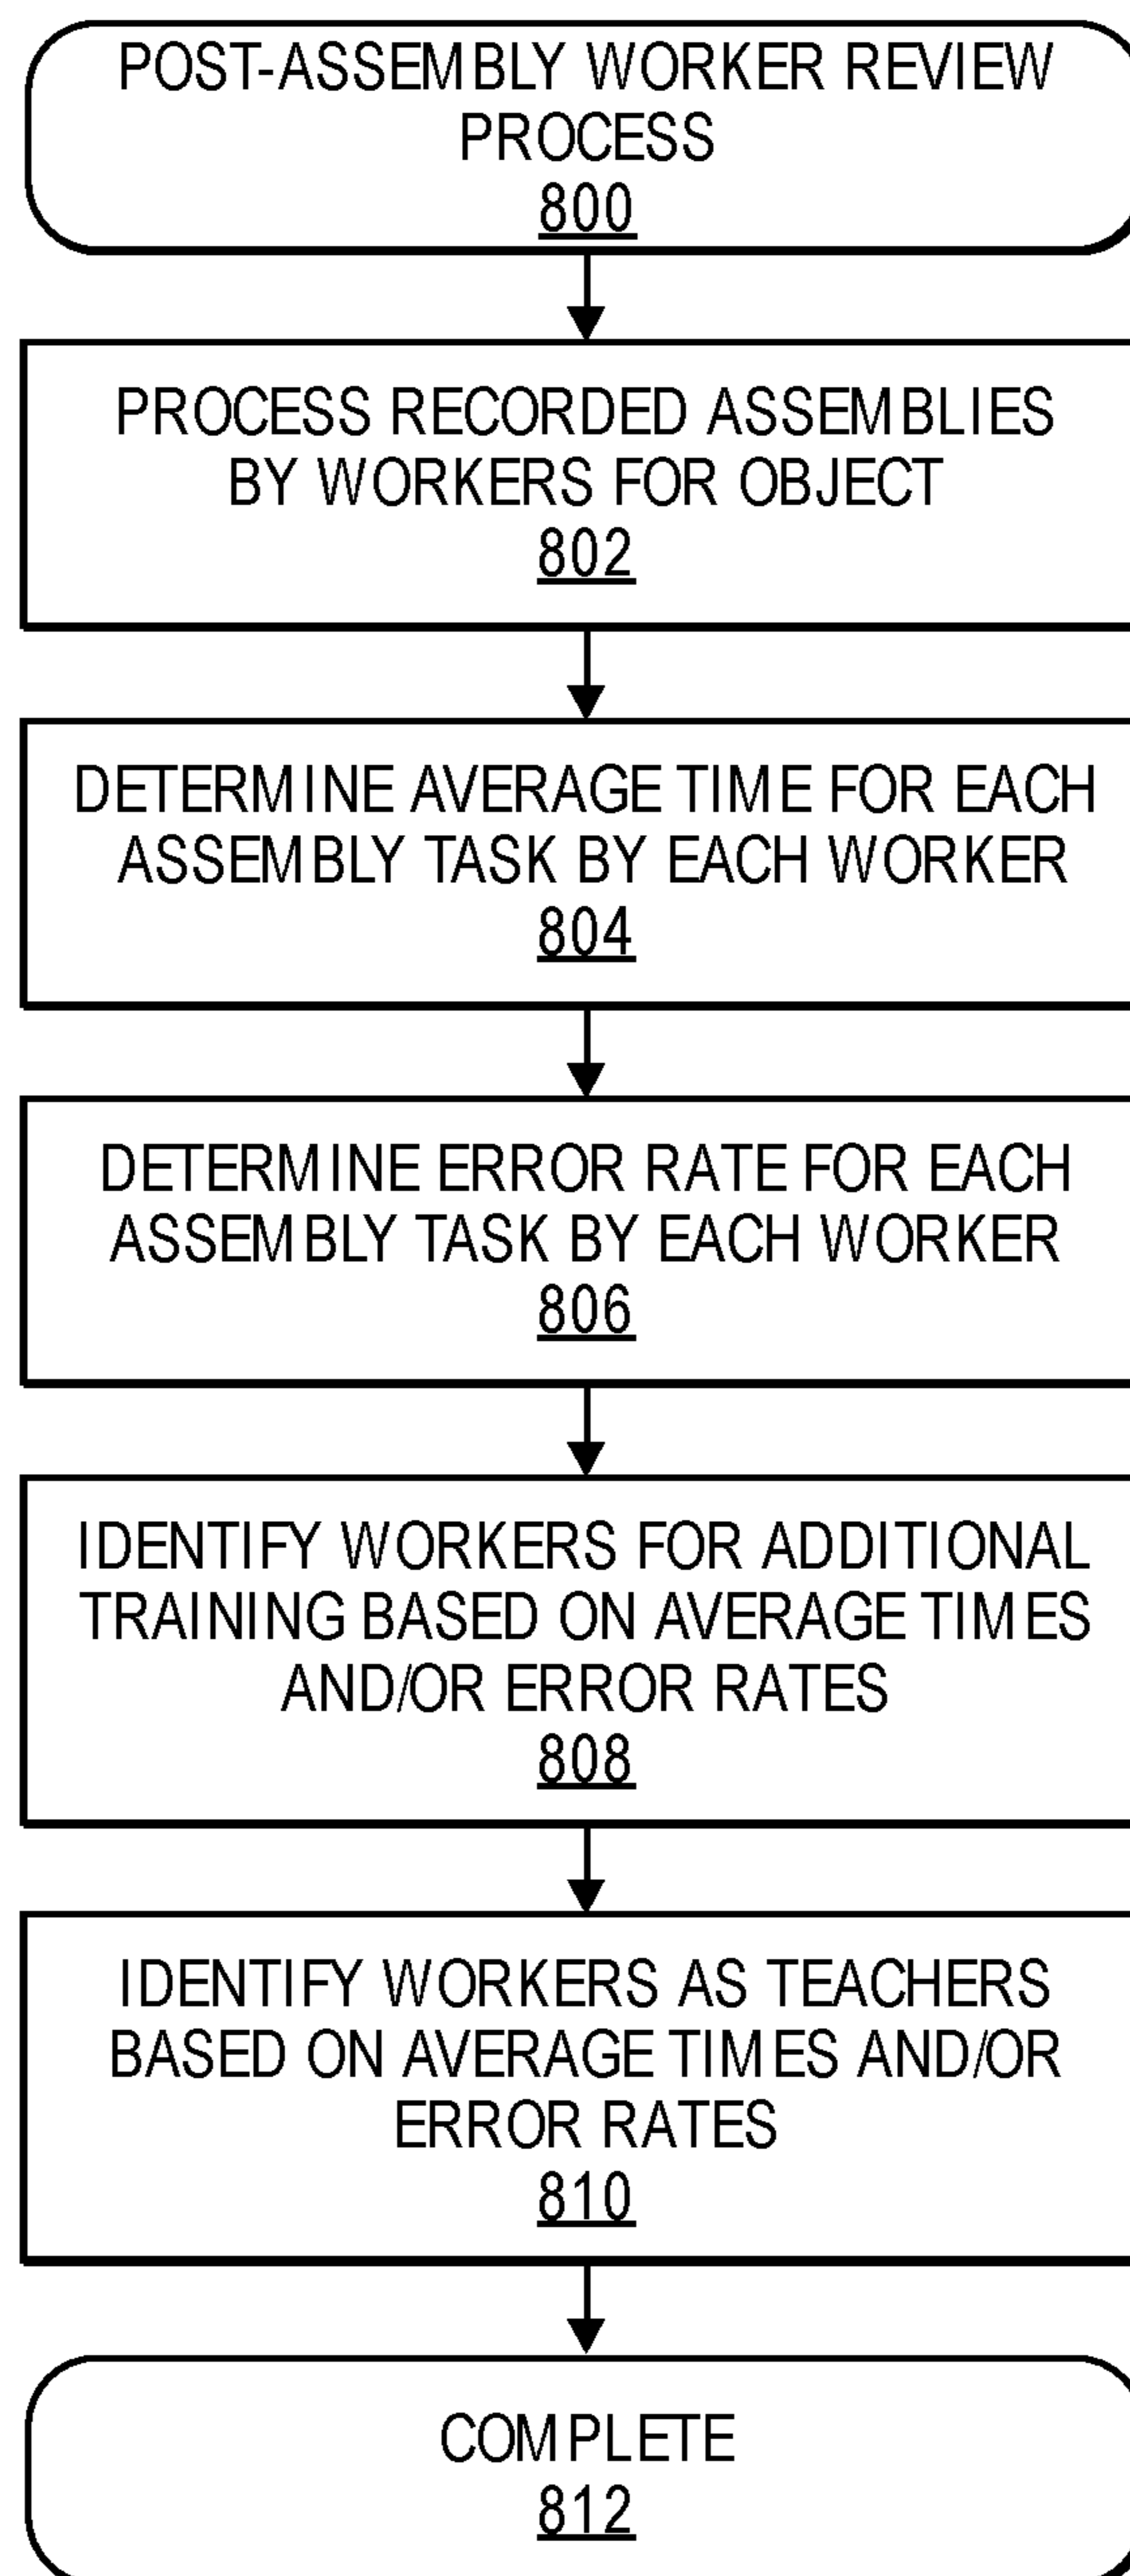 POST-ASSEMBLY WORKER REVIEW
PROCESS
800
PROCESS RECORDED ASSEMBLIES
BY WORKERS FOR OBJECT
802
DETERMINE AVERAGE TIME FOR EACH
ASSEMBLY TASK BY EACH WORKER
804
DETERMINE ERROR RATE FOR EACH
ASSEMBLY TASK BY EACH WORKER
806
IDENTIFY WORKERS FOR ADDITIONAL
TRAINING BASED ON AVERAGE TIMES
AND/OR ERROR RATES
808
IDENTIFY WORKERS AS TEACHERS
BASED ON AVERAGE TIMES AND/OR
ERROR RATES
810
COMPLETE
812